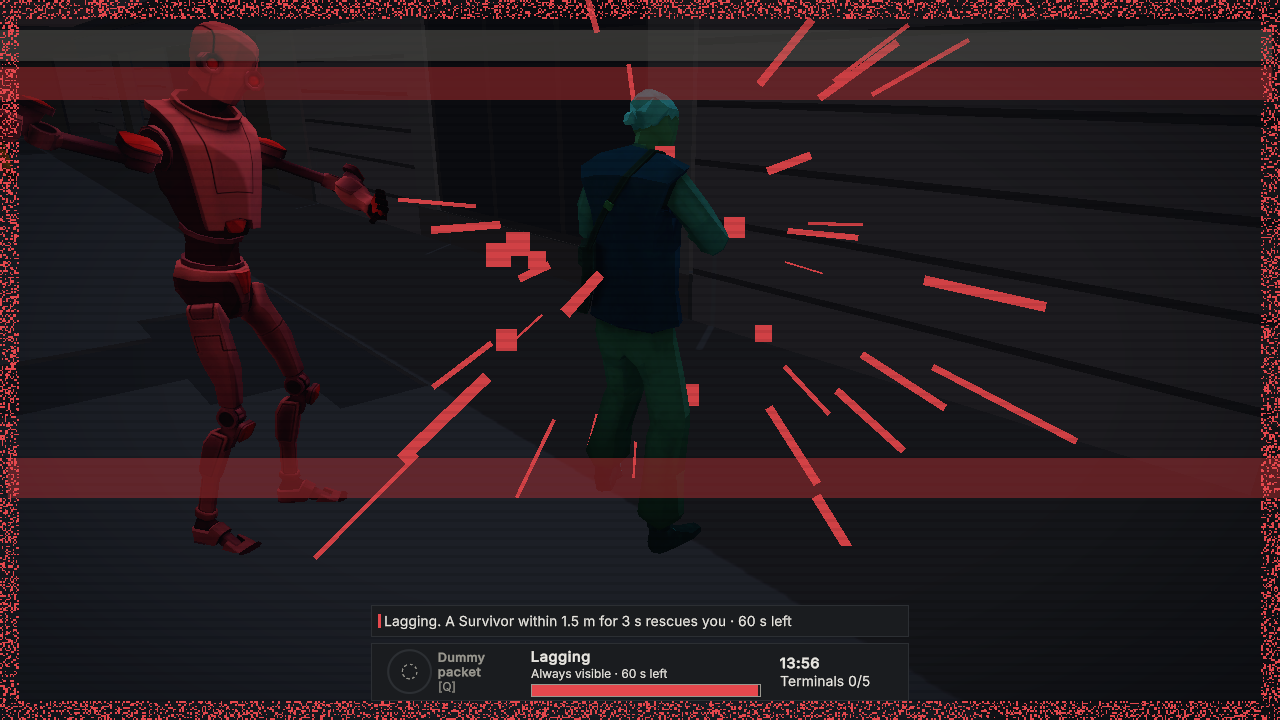 Lagging. A Survivor within 1.5 m for 3 s rescues you · 60 s left
Dummy
packet
[Q]
Lagging
Always visible · 60 s left
13:56
Terminals 0/5